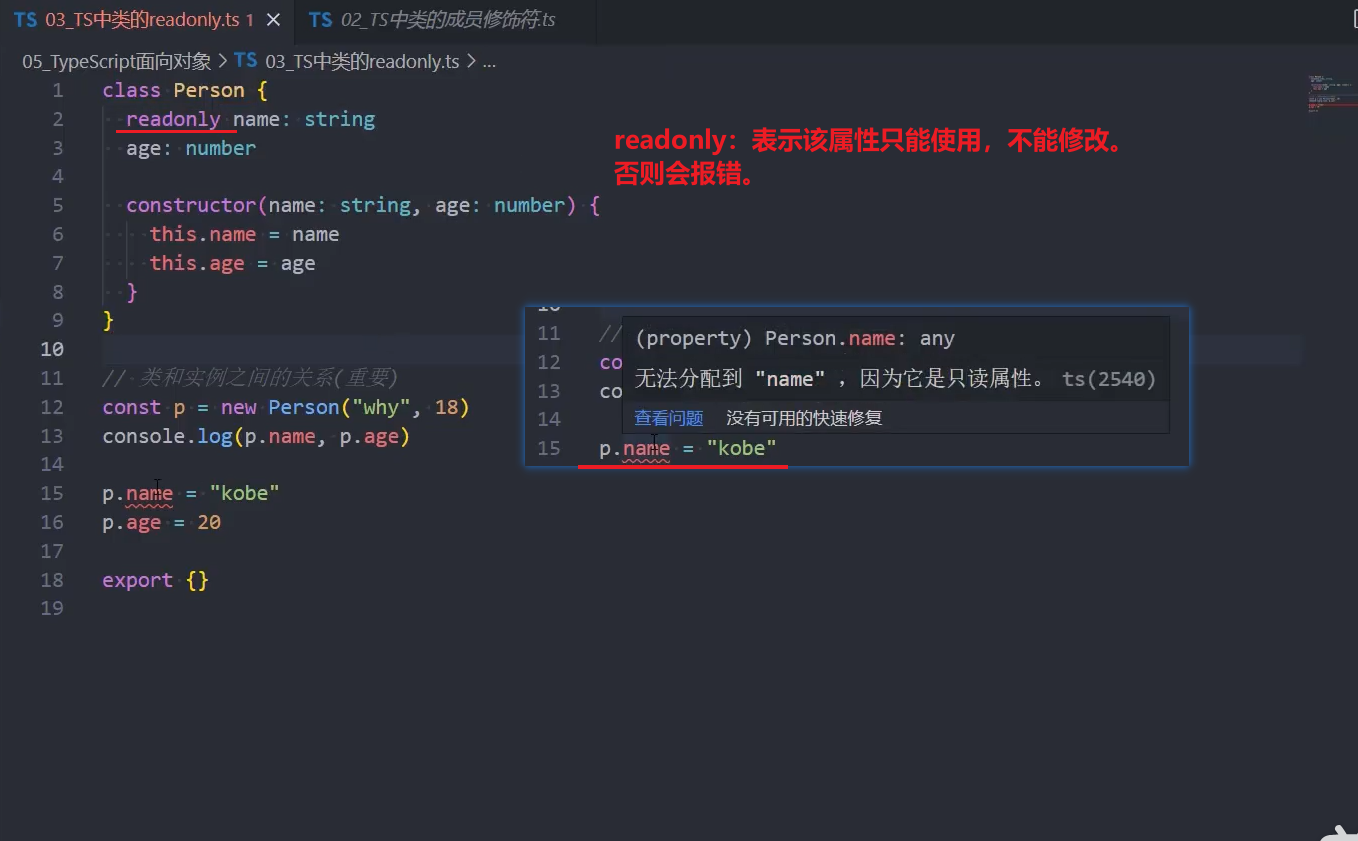 TS 03_TS中类的readonly.ts 1 × TS 02_TS中类的成员修饰符.ts
05_TypeScript面向对象 > TS 03_TS中类的readonly.ts > ...
1 class Person {
2 readonly name: string
3 age: number
readonly：表示该属性只能使用，不能修改。
否则会报错。
4
5 constructor(name: string, age: number) {
6 this.name = name
7 this.age = age
8 }
9 }
10
11 // 类和实例之间的关系(重要)
12 const p = new Person("why", 18)
13 console.log(p.name, p.age)
14
15 p.name = "kobe"
16 p.age = 20
17
18 export {}
19
10
11 //
12 co
13 co
14
(property) Person.name: any
无法分配到 "name" ，因为它是只读属性。 ts(2540)
查看问题 没有可用的快速修复
15 p.name = "kobe"